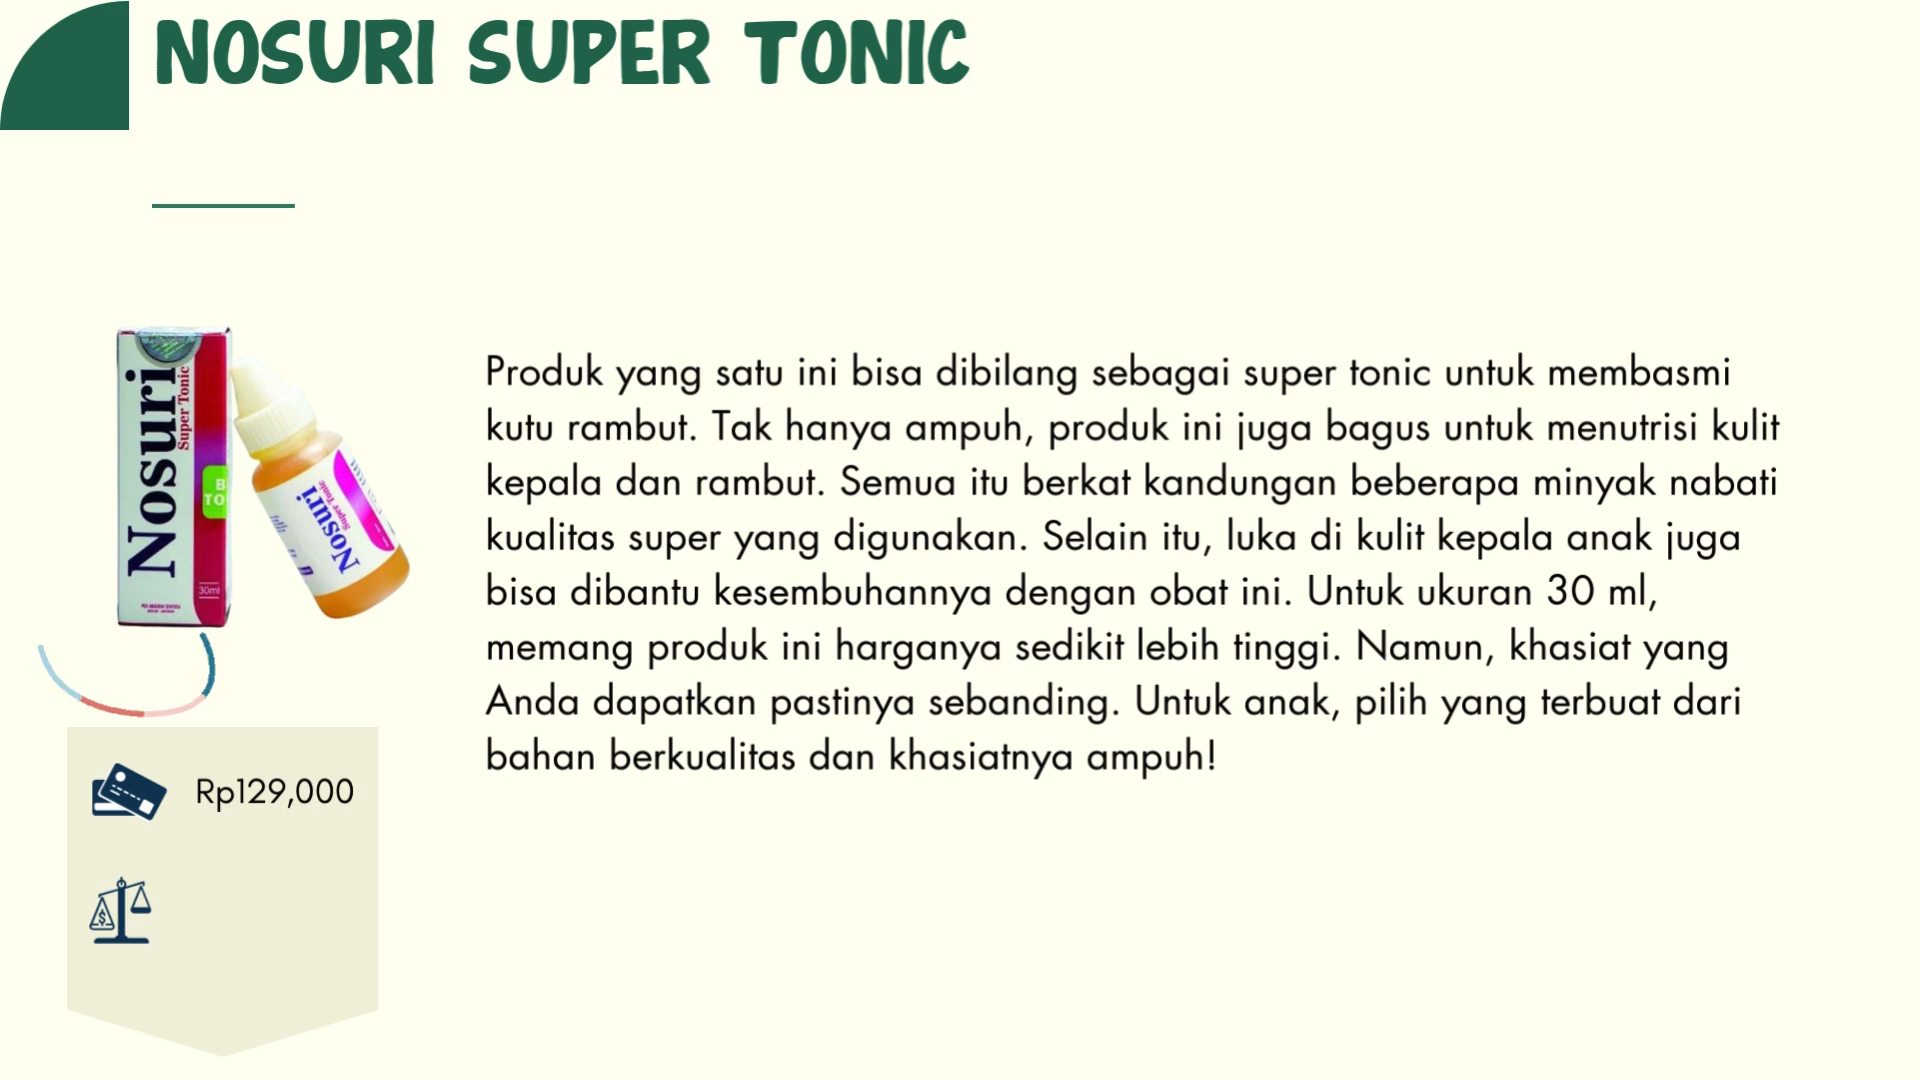 NOSURI SUPER TONIC
Nosuri
Super Tonic
30ml
Nosuri
Super Tonic
Produk yang satu ini bisa dibilang sebagai super tonic untuk membasmi
kutu rambut. Tak hanya ampuh, produk ini juga bagus untuk menutrisi kulit
kepala dan rambut. Semua itu berkat kandungan beberapa minyak nabati
kualitas super yang digunakan. Selain itu, luka di kulit kepala anak juga
bisa dibantu kesembuhannya dengan obat ini. Untuk ukuran 30 ml,
memang produk ini harganya sedikit lebih tinggi. Namun, khasiat yang
Anda dapatkan pastinya sebanding. Untuk anak, pilih yang terbuat dari
bahan berkualitas dan khasiatnya ampuh!
Rp129,000